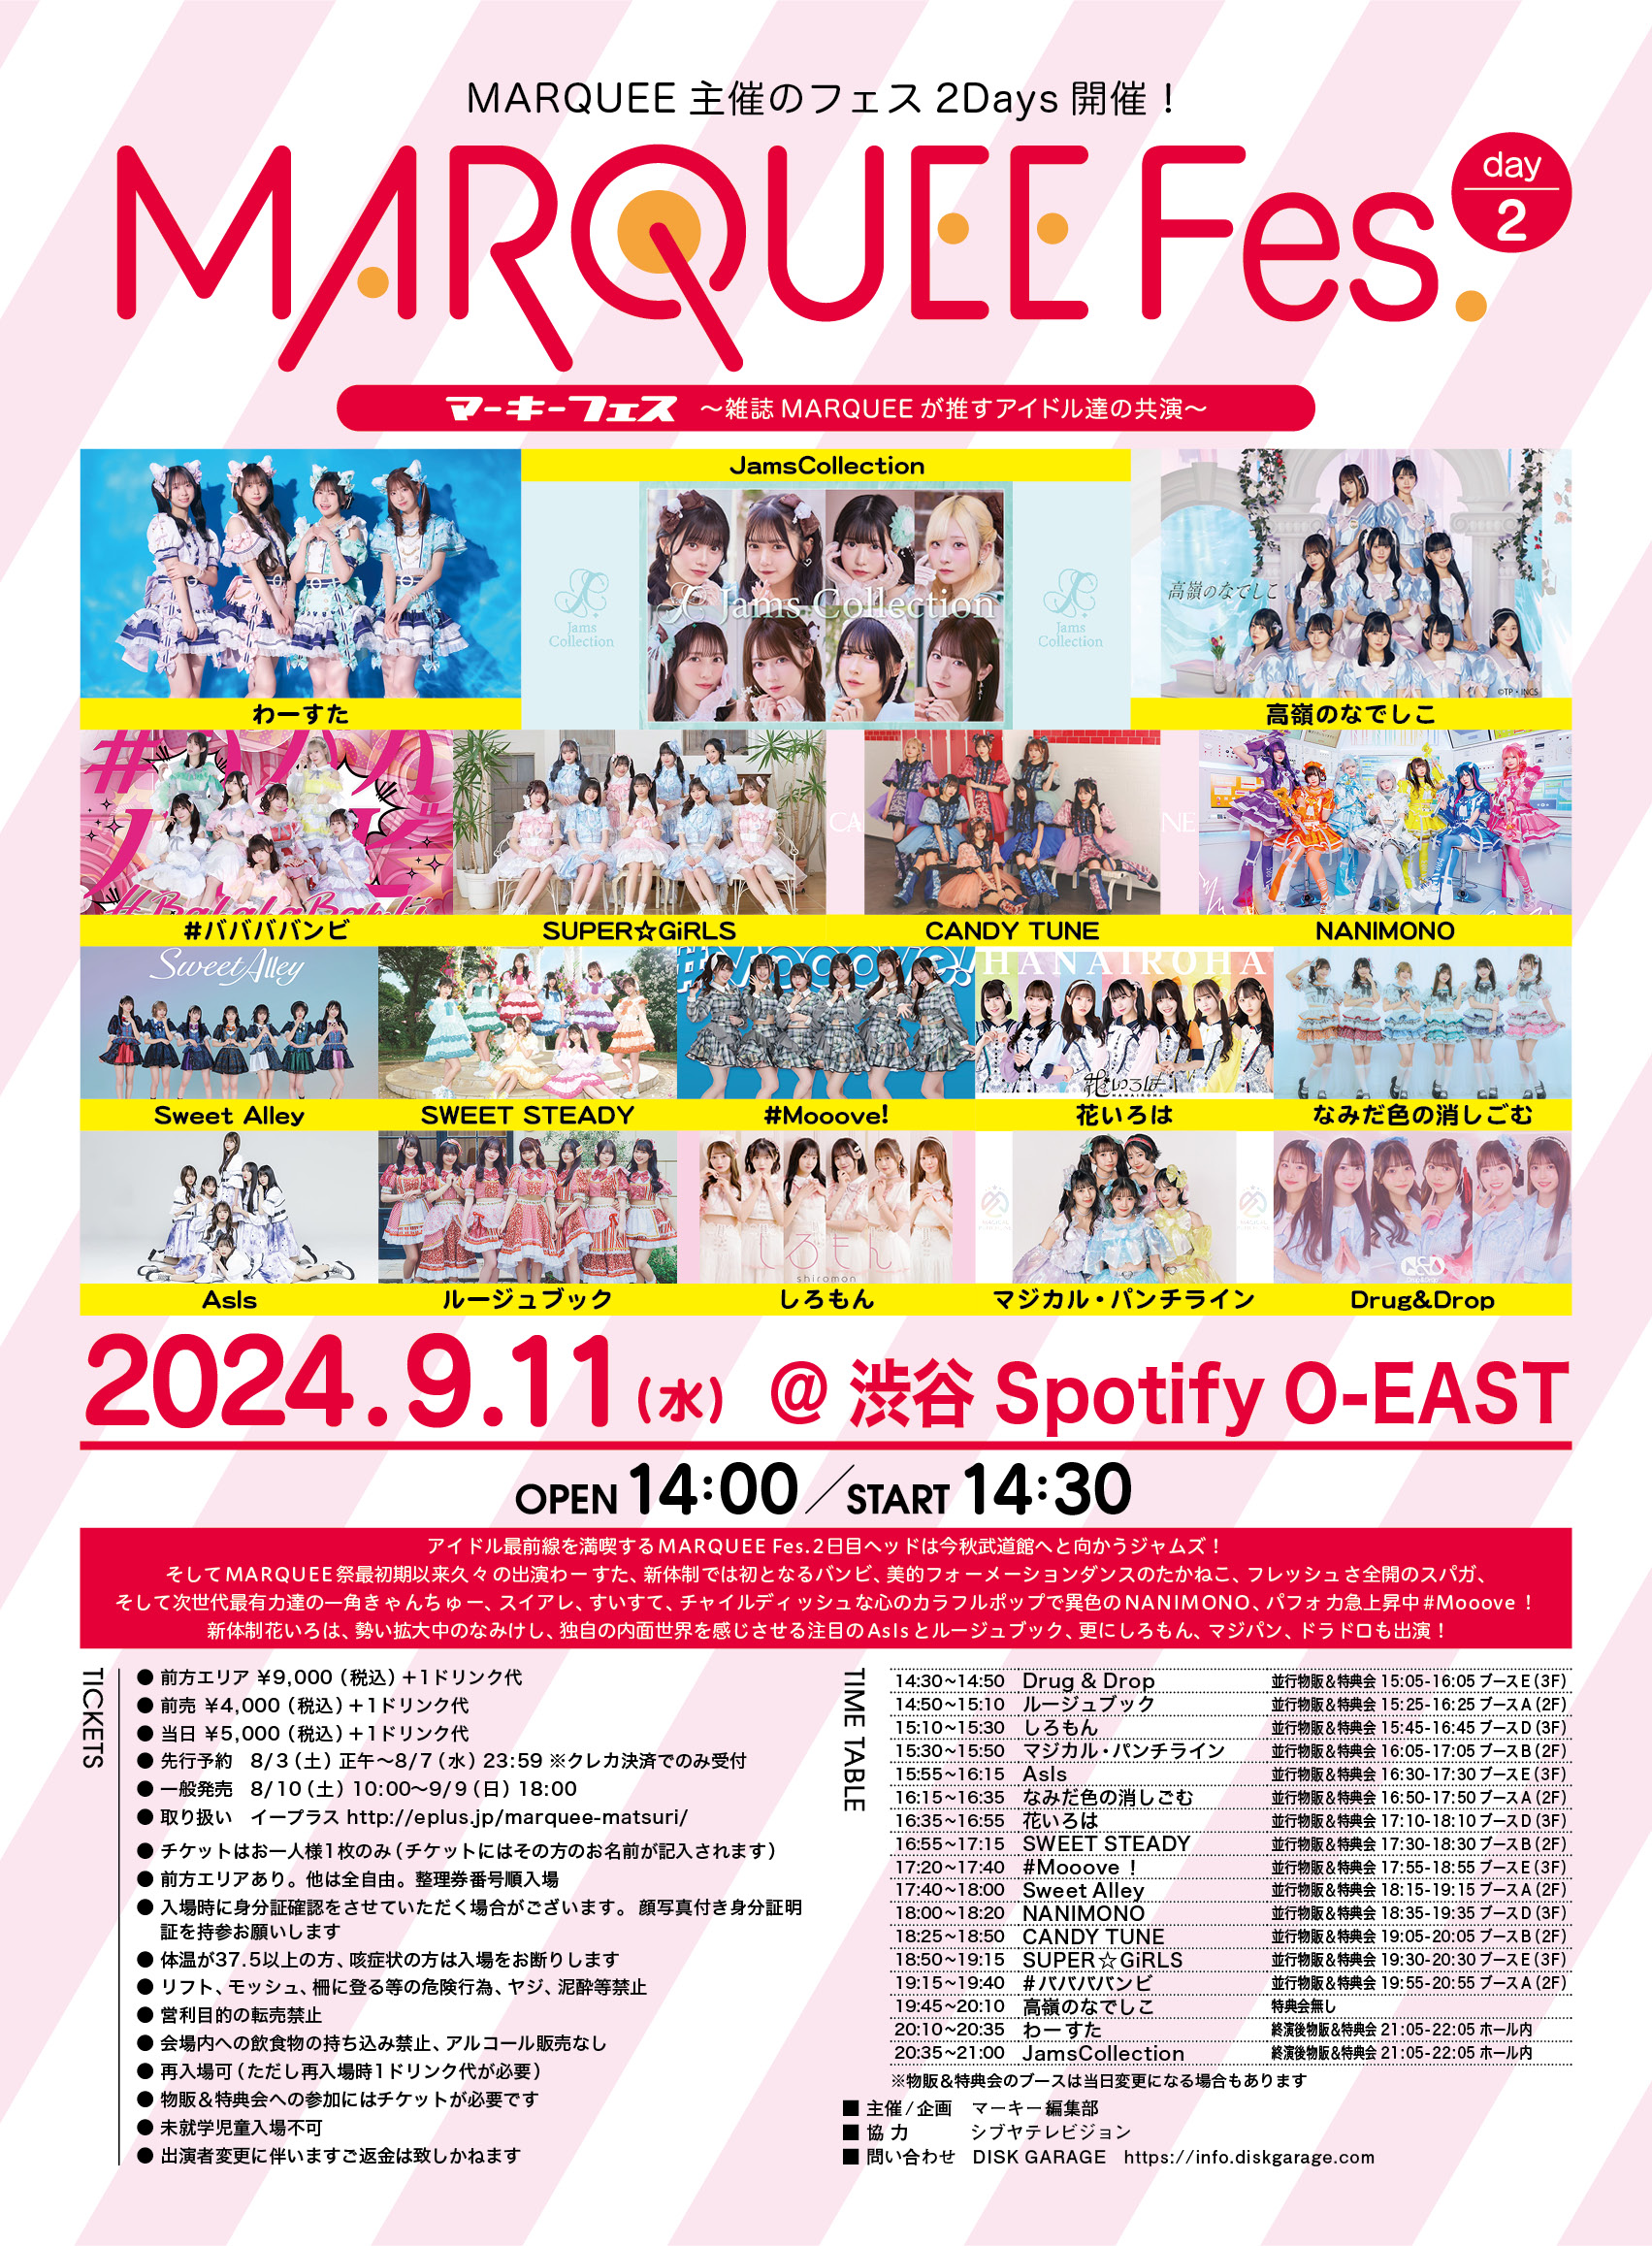 MARQUEE 主催のフェス 2Days 開催！
MARQUEE Fes.
day
2
マーキーフェス ～雑誌 MARQUEE が推すアイドル達の共演～
JamsCollection
Jams Collection
Jams Collection
Jams Collection
高嶺のなでしこ
©TP・INCS
わーすた
高嶺のなでしこ
CA
NE
#ババババンビ
SUPER☆GiRLS
CANDY TUNE
NANIMONO
Sweet Alley
#Mooove!
HANAIROHA
花いろは
HANAIROHA
Sweet Alley
SWEET STEADY
#Mooove!
花いろは
なみだ色の消しごむ
しろもん
shiromon
C&D
AsIs
ルージュブック
しろもん
マジカル・パンチライン
Drug&Drop
2024.9.11（水） @ 渋谷 Spotify O-EAST
OPEN 14:00／START 14:30
アイドル最前線を満喫するMARQUEE Fes.2日目ヘッドは今秋武道館へと向かうジャムズ！
そしてMARQUEE祭最初期以来久々の出演わーすた、新体制では初となるバンビ、美的フォーメーションダンスのたかねこ、フレッシュさ全開のスパガ、
そして次世代最有力達の一角きゃんちゅー、スイアレ、すいすて、チャイルディッシュな心のカラフルポップで異色のNANIMONO、パフォ力急上昇中#Mooove！
新体制花いろは、勢い拡大中のなみけし、独自の内面世界を感じさせる注目のAsIsとルージュブック、更にしろもん、マジパン、ドラドロも出演！
TICKETS
● 前方エリア ¥9,000（税込）＋1ドリンク代
● 前売 ¥4,000（税込）＋1ドリンク代
● 当日 ¥5,000（税込）＋1ドリンク代
● 先行予約 8/3（土）正午～8/7（水）23:59 ※クレカ決済でのみ受付
● 一般発売 8/10（土）10:00～9/9（日）18:00
● 取り扱い イープラス http://eplus.jp/marquee-matsuri/
● チケットはお一人様1枚のみ（チケットにはその方のお名前が記入されます）
● 前方エリアあり。他は全自由。整理券番号順入場
● 入場時に身分証確認をさせていただく場合がございます。顔写真付き身分証明
証を持参お願いします
● 体温が37.5以上の方、咳症状の方は入場をお断りします
● リフト、モッシュ、柵に登る等の危険行為、ヤジ、泥酔等禁止
● 営利目的の転売禁止
● 会場内への飲食物の持ち込み禁止、アルコール販売なし
● 再入場可（ただし再入場時1ドリンク代が必要）
● 物販＆特典会への参加にはチケットが必要です
● 未就学児童入場不可
● 出演者変更に伴いますご返金は致しかねます
TIME TABLE
14:30～14:50 Drug & Drop 並行物販＆特典会 15:05-16:05 ブースE（3F）
14:50～15:10 ルージュブック 並行物販＆特典会 15:25-16:25 ブースA（2F）
15:10～15:30 しろもん 並行物販＆特典会 15:45-16:45 ブースD（3F）
15:30～15:50 マジカル・パンチライン 並行物販＆特典会 16:05-17:05 ブースB（2F）
15:55～16:15 AsIs 並行物販＆特典会 16:30-17:30 ブースE（3F）
16:15～16:35 なみだ色の消しごむ 並行物販＆特典会 16:50-17:50 ブースA（2F）
16:35～16:55 花いろは 並行物販＆特典会 17:10-18:10 ブースD（3F）
16:55～17:15 SWEET STEADY 並行物販＆特典会 17:30-18:30 ブースB（2F）
17:20～17:40 #Mooove！ 並行物販＆特典会 17:55-18:55 ブースE（3F）
17:40～18:00 Sweet Alley 並行物販＆特典会 18:15-19:15 ブースA（2F）
18:00～18:20 NANIMONO 並行物販＆特典会 18:35-19:35 ブースD（3F）
18:25～18:50 CANDY TUNE 並行物販＆特典会 19:05-20:05 ブースB（2F）
18:50～19:15 SUPER☆GiRLS 並行物販＆特典会 19:30-20:30 ブースE（3F）
19:15～19:40 #ババババンビ 並行物販＆特典会 19:55-20:55 ブースA（2F）
19:45～20:10 高嶺のなでしこ 特典会無し
20:10～20:35 わーすた 終演後物販＆特典会 21:05-22:05 ホール内
20:35～21:00 JamsCollection 終演後物販＆特典会 21:05-22:05 ホール内
※物販＆特典会のブースは当日変更になる場合もあります
■ 主催/企画 マーキー編集部
■ 協力 シブヤテレビジョン
■ 問い合わせ DISK GARAGE https://info.diskgarage.com